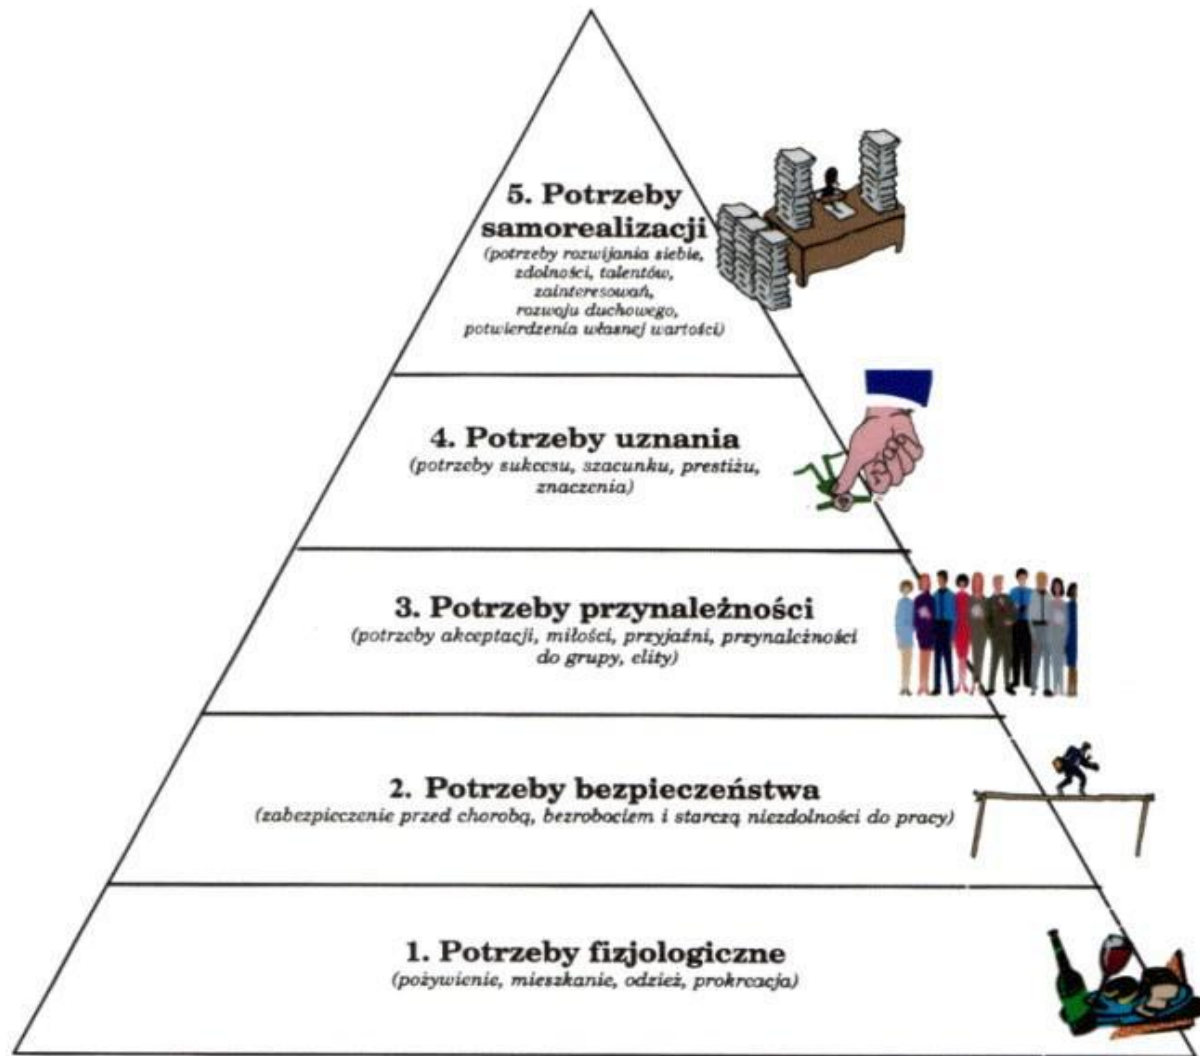 5. Potrzeby
samorealizacji
(potrzeby rozwijania siebie,
zdolności, talentów,
zainteresowań,
rozwoju duchowego,
potwierdzenia własnej wartości)
4. Potrzeby uznania
(potrzeby sukcesu, szacunku, prestiżu,
znaczenia)
3. Potrzeby przynależności
(potrzeby akceptacji, miłości, przyjaźni, przynależności
do grupy, elity)
2. Potrzeby bezpieczeństwa
(zabezpieczenie przed chorobą, bezrobociem i starczą niezdolności do pracy)
1. Potrzeby fizjologiczne
(pożywienie, mieszkanie, odzież, prokreacja)